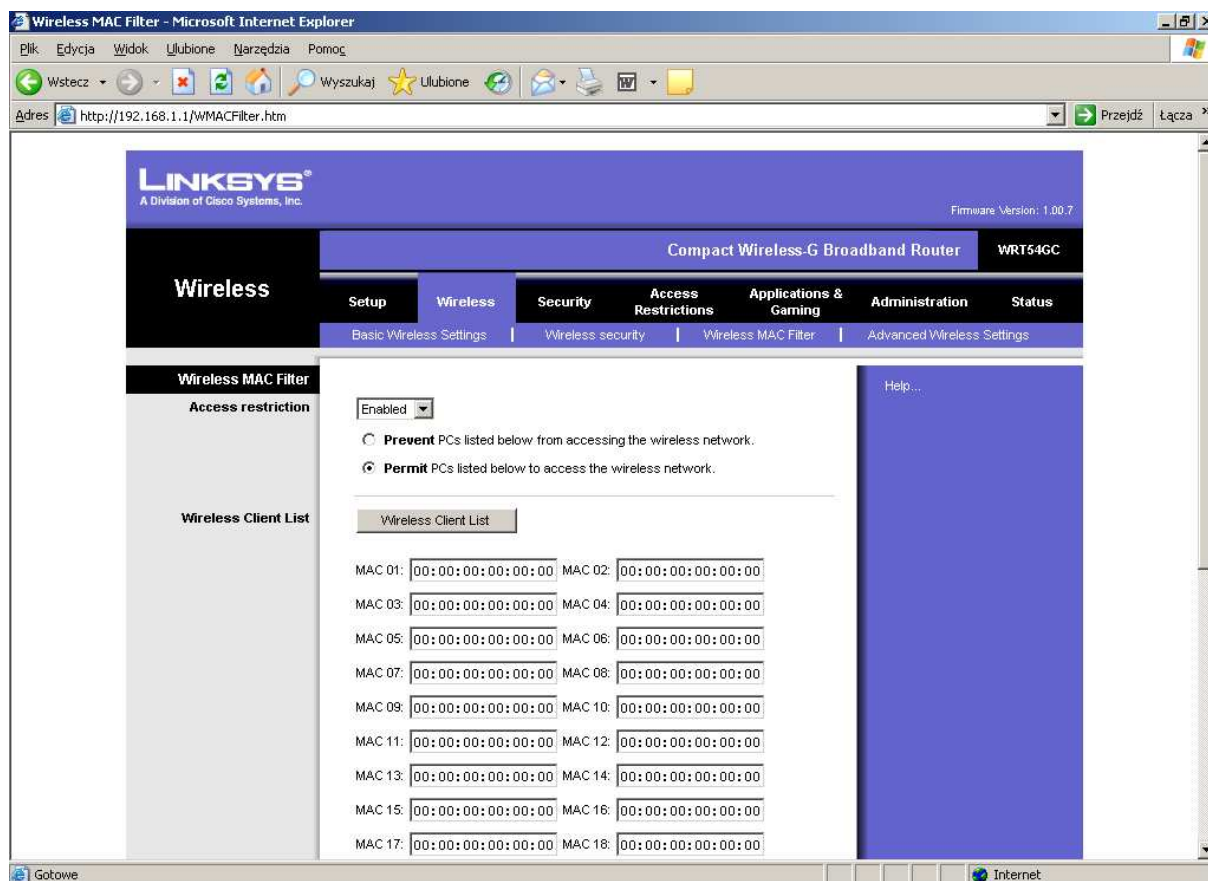 Wireless MAC Filter - Microsoft Internet Explorer
Plik Edycja Widok Ulubione Narzędzia Pomoc
Wstecz Wyszukaj Ulubione
Adres http://192.168.1.1/WMACFilter.htm Przejdź Łącza »
LINKSYS®
A Division of Cisco Systems, Inc.
Firmware Version: 1.00.7
Compact Wireless-G Broadband Router WRT54GC
Wireless
Setup Wireless Security Access Restrictions Applications & Gaming Administration Status
Basic Wireless Settings | Wireless security | Wireless MAC Filter | Advanced Wireless Settings
Wireless MAC Filter
Help...
Access restriction Enabled
Prevent PCs listed below from accessing the wireless network.
Permit PCs listed below to access the wireless network.
Wireless Client List Wireless Client List
MAC 01: 00:00:00:00:00:00 MAC 02: 00:00:00:00:00:00
MAC 03: 00:00:00:00:00:00 MAC 04: 00:00:00:00:00:00
MAC 05: 00:00:00:00:00:00 MAC 06: 00:00:00:00:00:00
MAC 07: 00:00:00:00:00:00 MAC 08: 00:00:00:00:00:00
MAC 09: 00:00:00:00:00:00 MAC 10: 00:00:00:00:00:00
MAC 11: 00:00:00:00:00:00 MAC 12: 00:00:00:00:00:00
MAC 13: 00:00:00:00:00:00 MAC 14: 00:00:00:00:00:00
MAC 15: 00:00:00:00:00:00 MAC 16: 00:00:00:00:00:00
MAC 17: 00:00:00:00:00:00 MAC 18: 00:00:00:00:00:00
Gotowe Internet